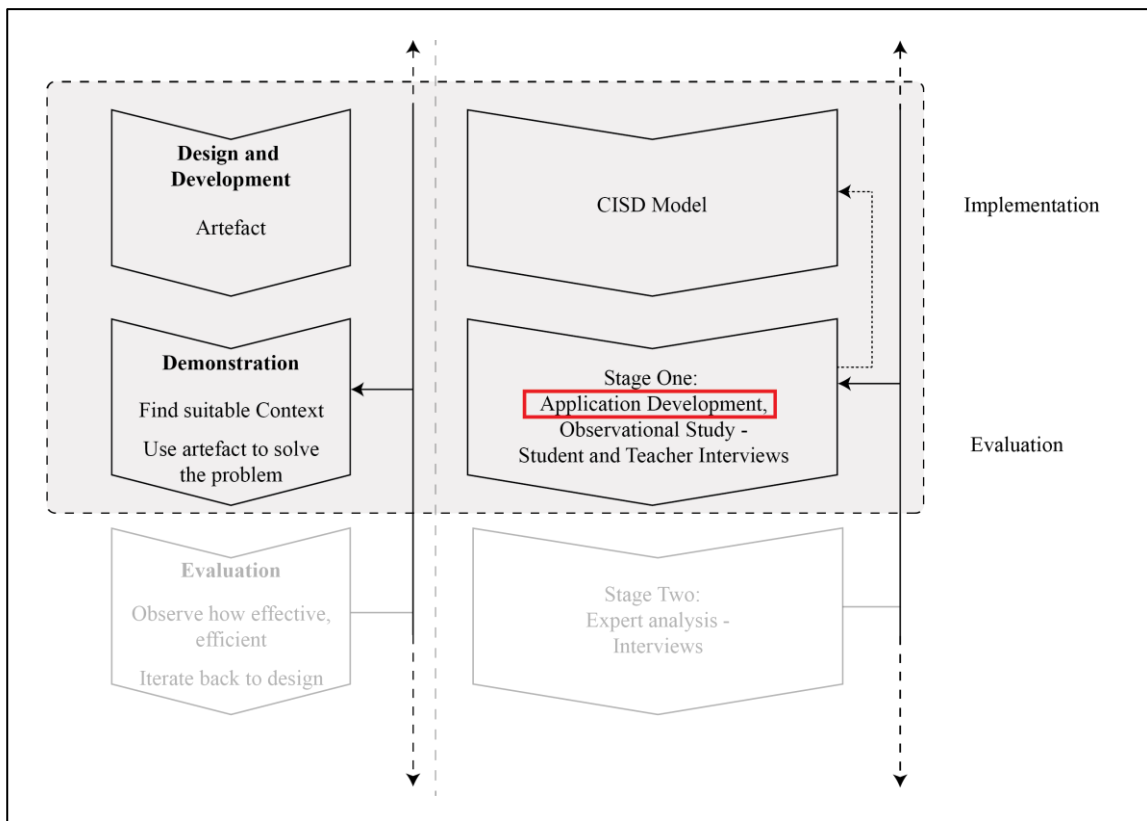 Design and
Development
Artefact
CISD Model
Implementation
Demonstration
Find suitable Context
Use artefact to solve
the problem
Stage One:
Application Development,
Observational Study -
Student and Teacher Interviews
Evaluation
Evaluation
Observe how effective,
efficient
Iterate back to design
Stage Two:
Expert analysis -
Interviews